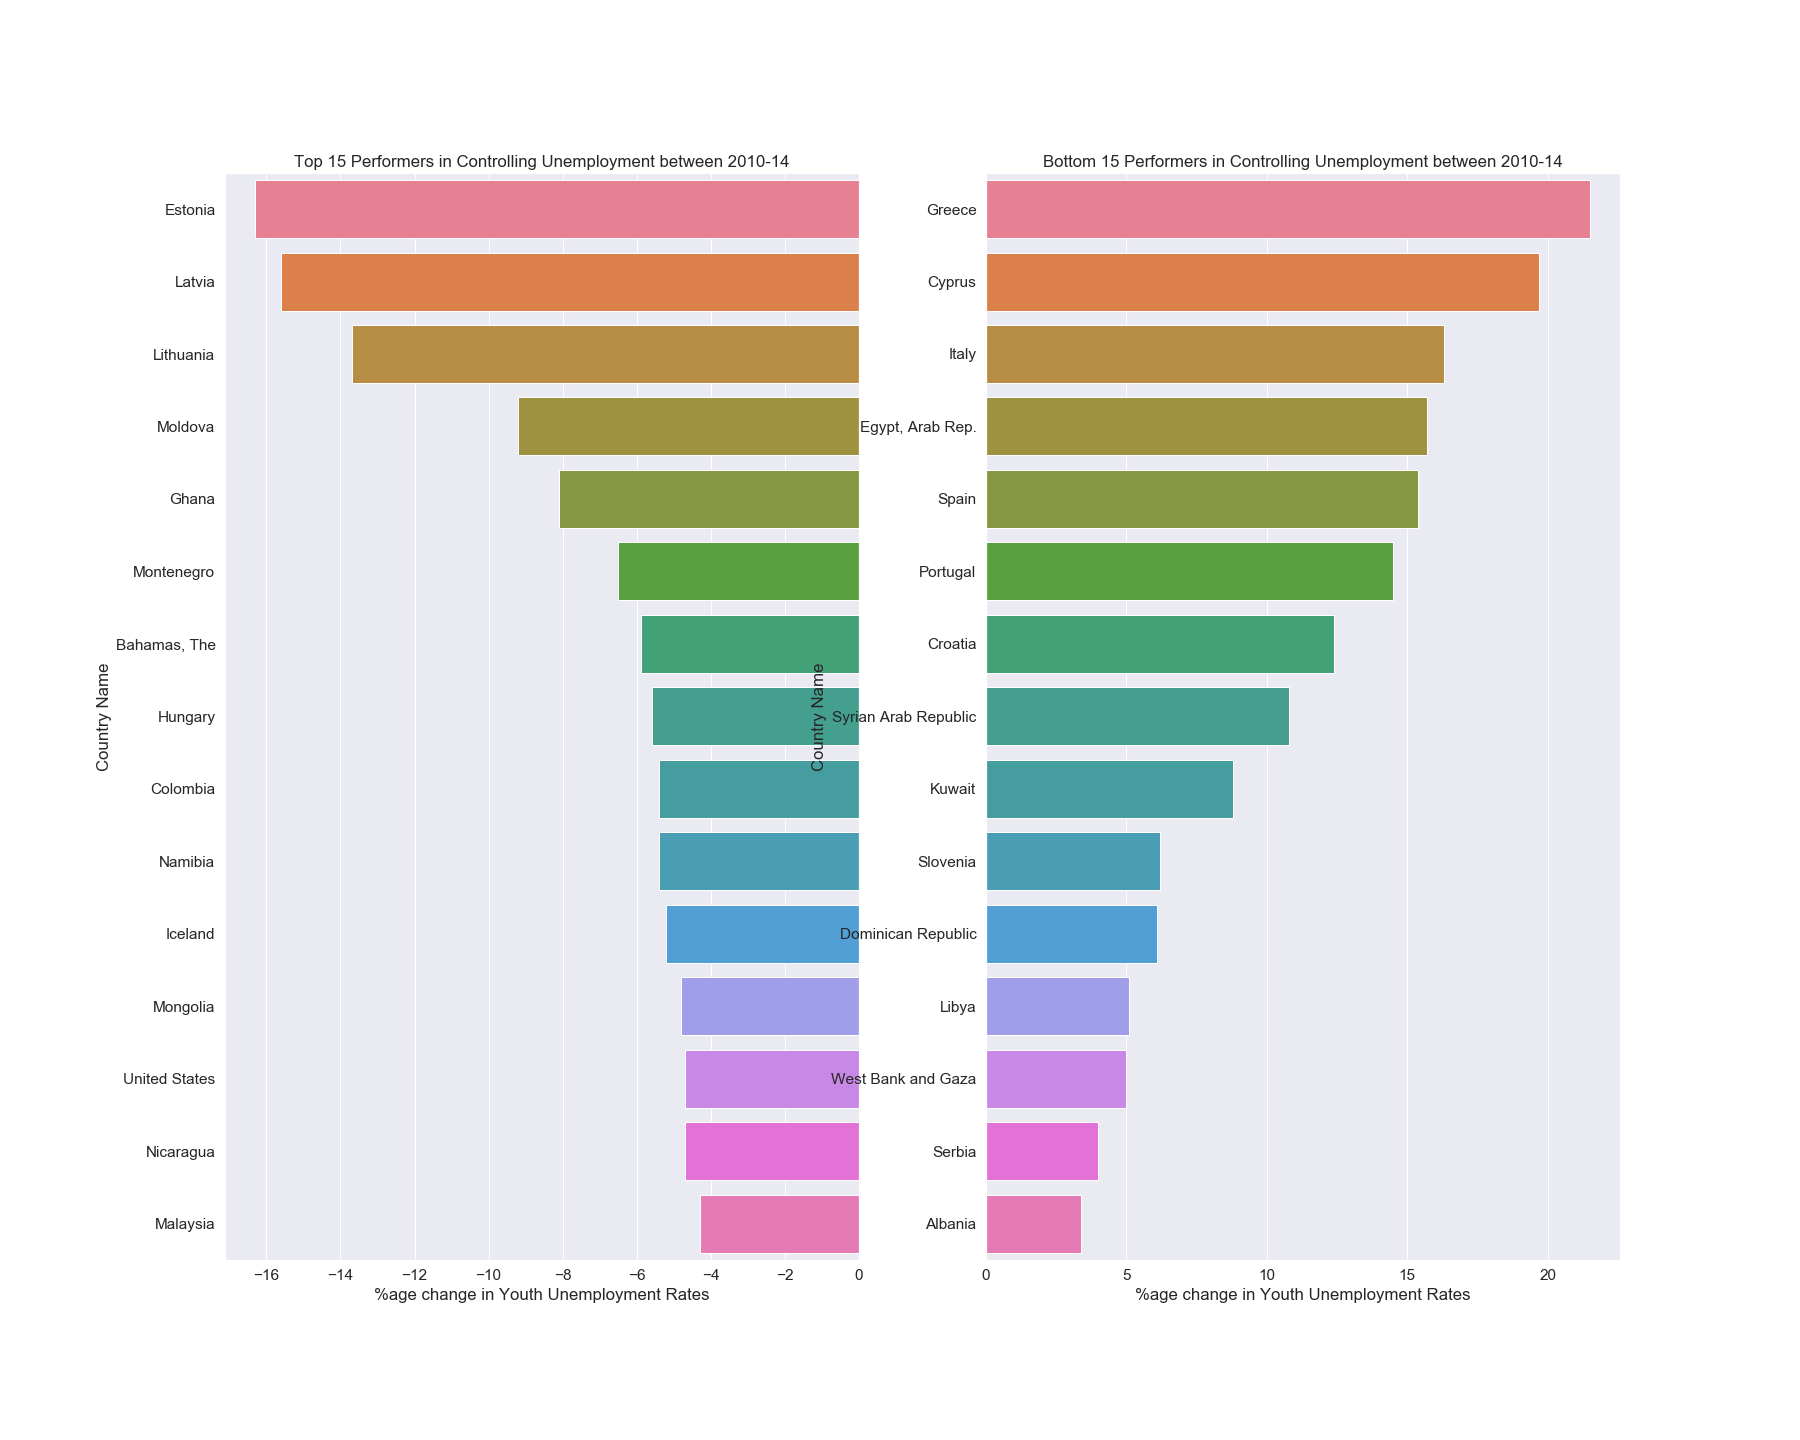 Top 15 Performers in Controlling Unemployment between 2010-14
Country Name
Estonia
Latvia
Lithuania
Moldova
Ghana
Montenegro
Bahamas, The
Hungary
Colombia
Namibia
Iceland
Mongolia
United States
Nicaragua
Malaysia
−16 −14 −12 −10 −8 −6 −4 −2 0
%age change in Youth Unemployment Rates
Bottom 15 Performers in Controlling Unemployment between 2010-14
Country Name
Greece
Cyprus
Italy
Egypt, Arab Rep.
Spain
Portugal
Croatia
Syrian Arab Republic
Kuwait
Slovenia
Dominican Republic
Libya
West Bank and Gaza
Serbia
Albania
0 5 10 15 20
%age change in Youth Unemployment Rates